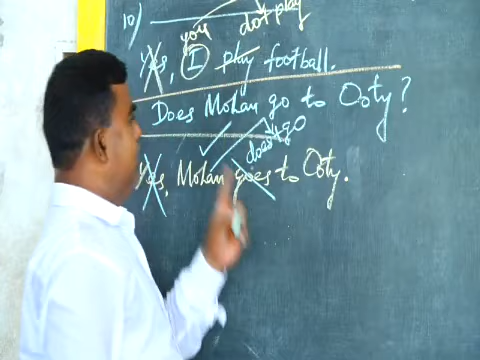 10)
you do+play
Yes, I play football.
Does Mohan go to Ooty?
does+go
Yes, Mohan goes to Ooty.